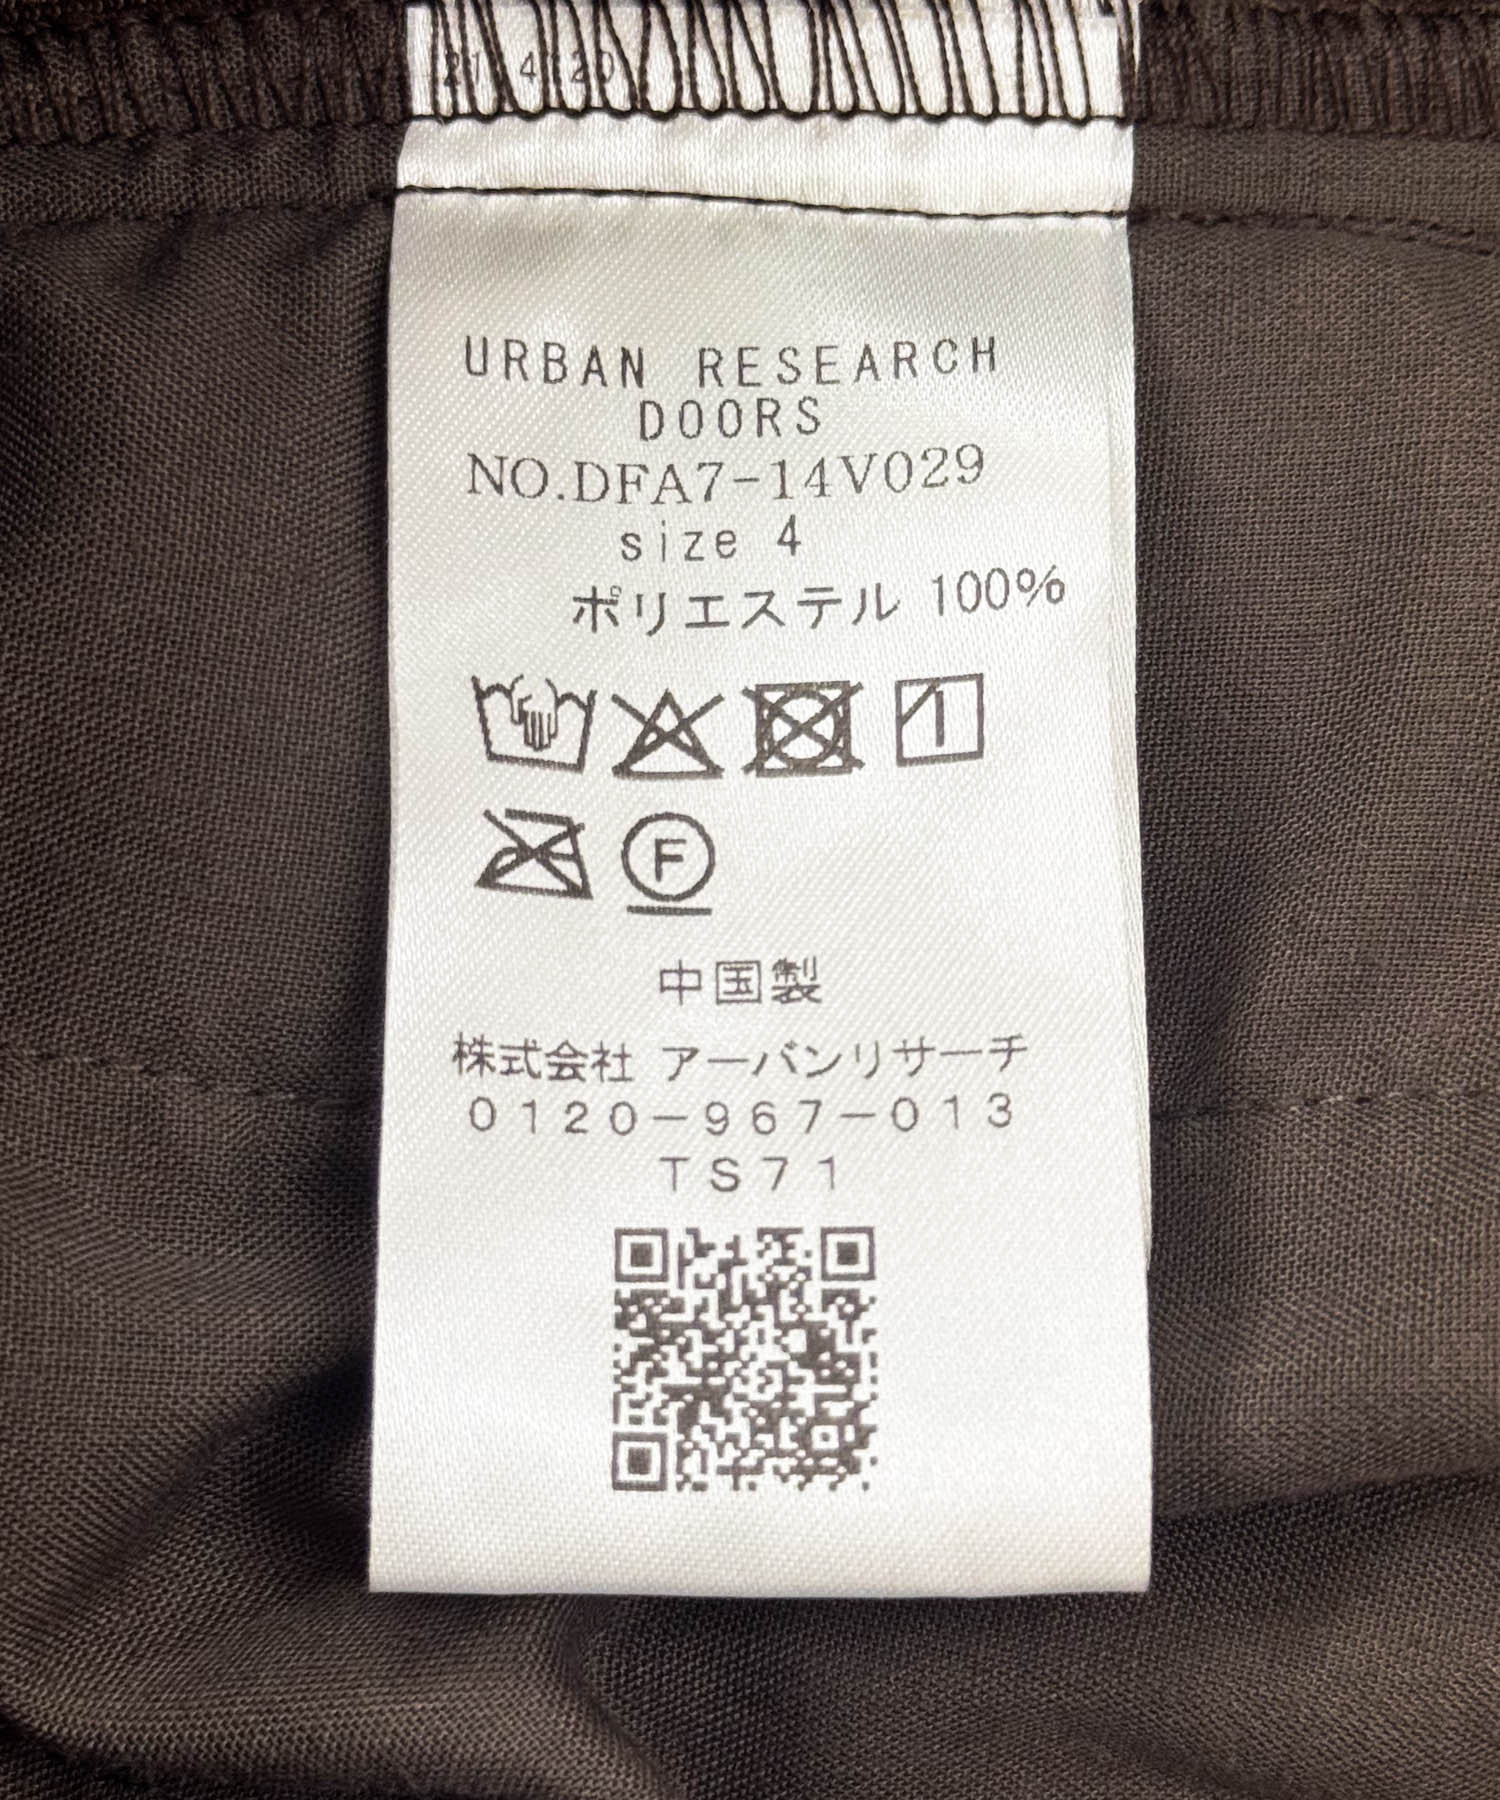 URBAN RESEARCH
DOORS
NO.DFA7-14V029
size 4
ポリエステル 100%
F
中国製
株式会社 アーバンリサーチ
0120-967-013
TS71